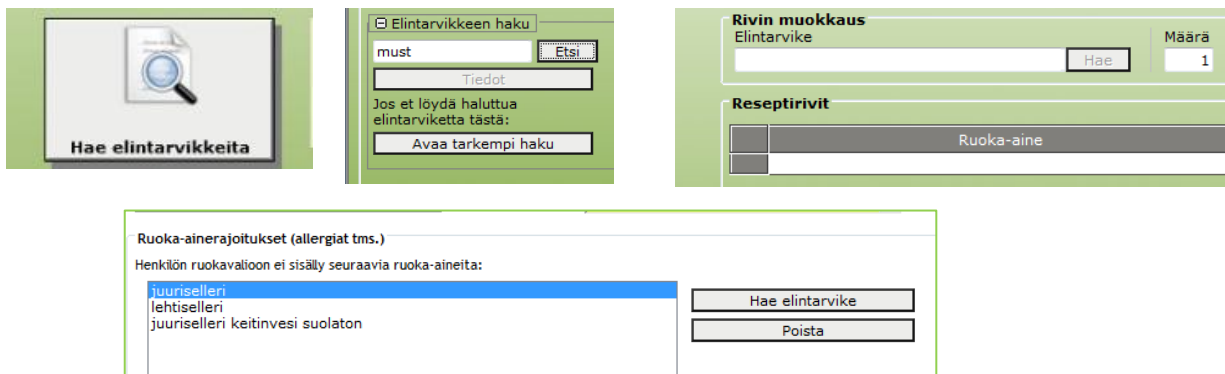 Hae elintarvikkeita
Elintarvikkeen haku
must
Etsi
Tiedot
Jos et löydä haluttua
elintarviketta tästä:
Avaa tarkempi haku
Rivin muokkaus
Elintarvike
Määrä
Hae
1
Reseptirivit
Ruoka-aine
Ruoka-ainerajoitukset (allergiat tms.)
Henkilön ruokavalioon ei sisälly seuraavia ruoka-aineita:
juuriselleri
lehtiselleri
juuriselleri keitinvesi suolaton
Hae elintarvike
Poista